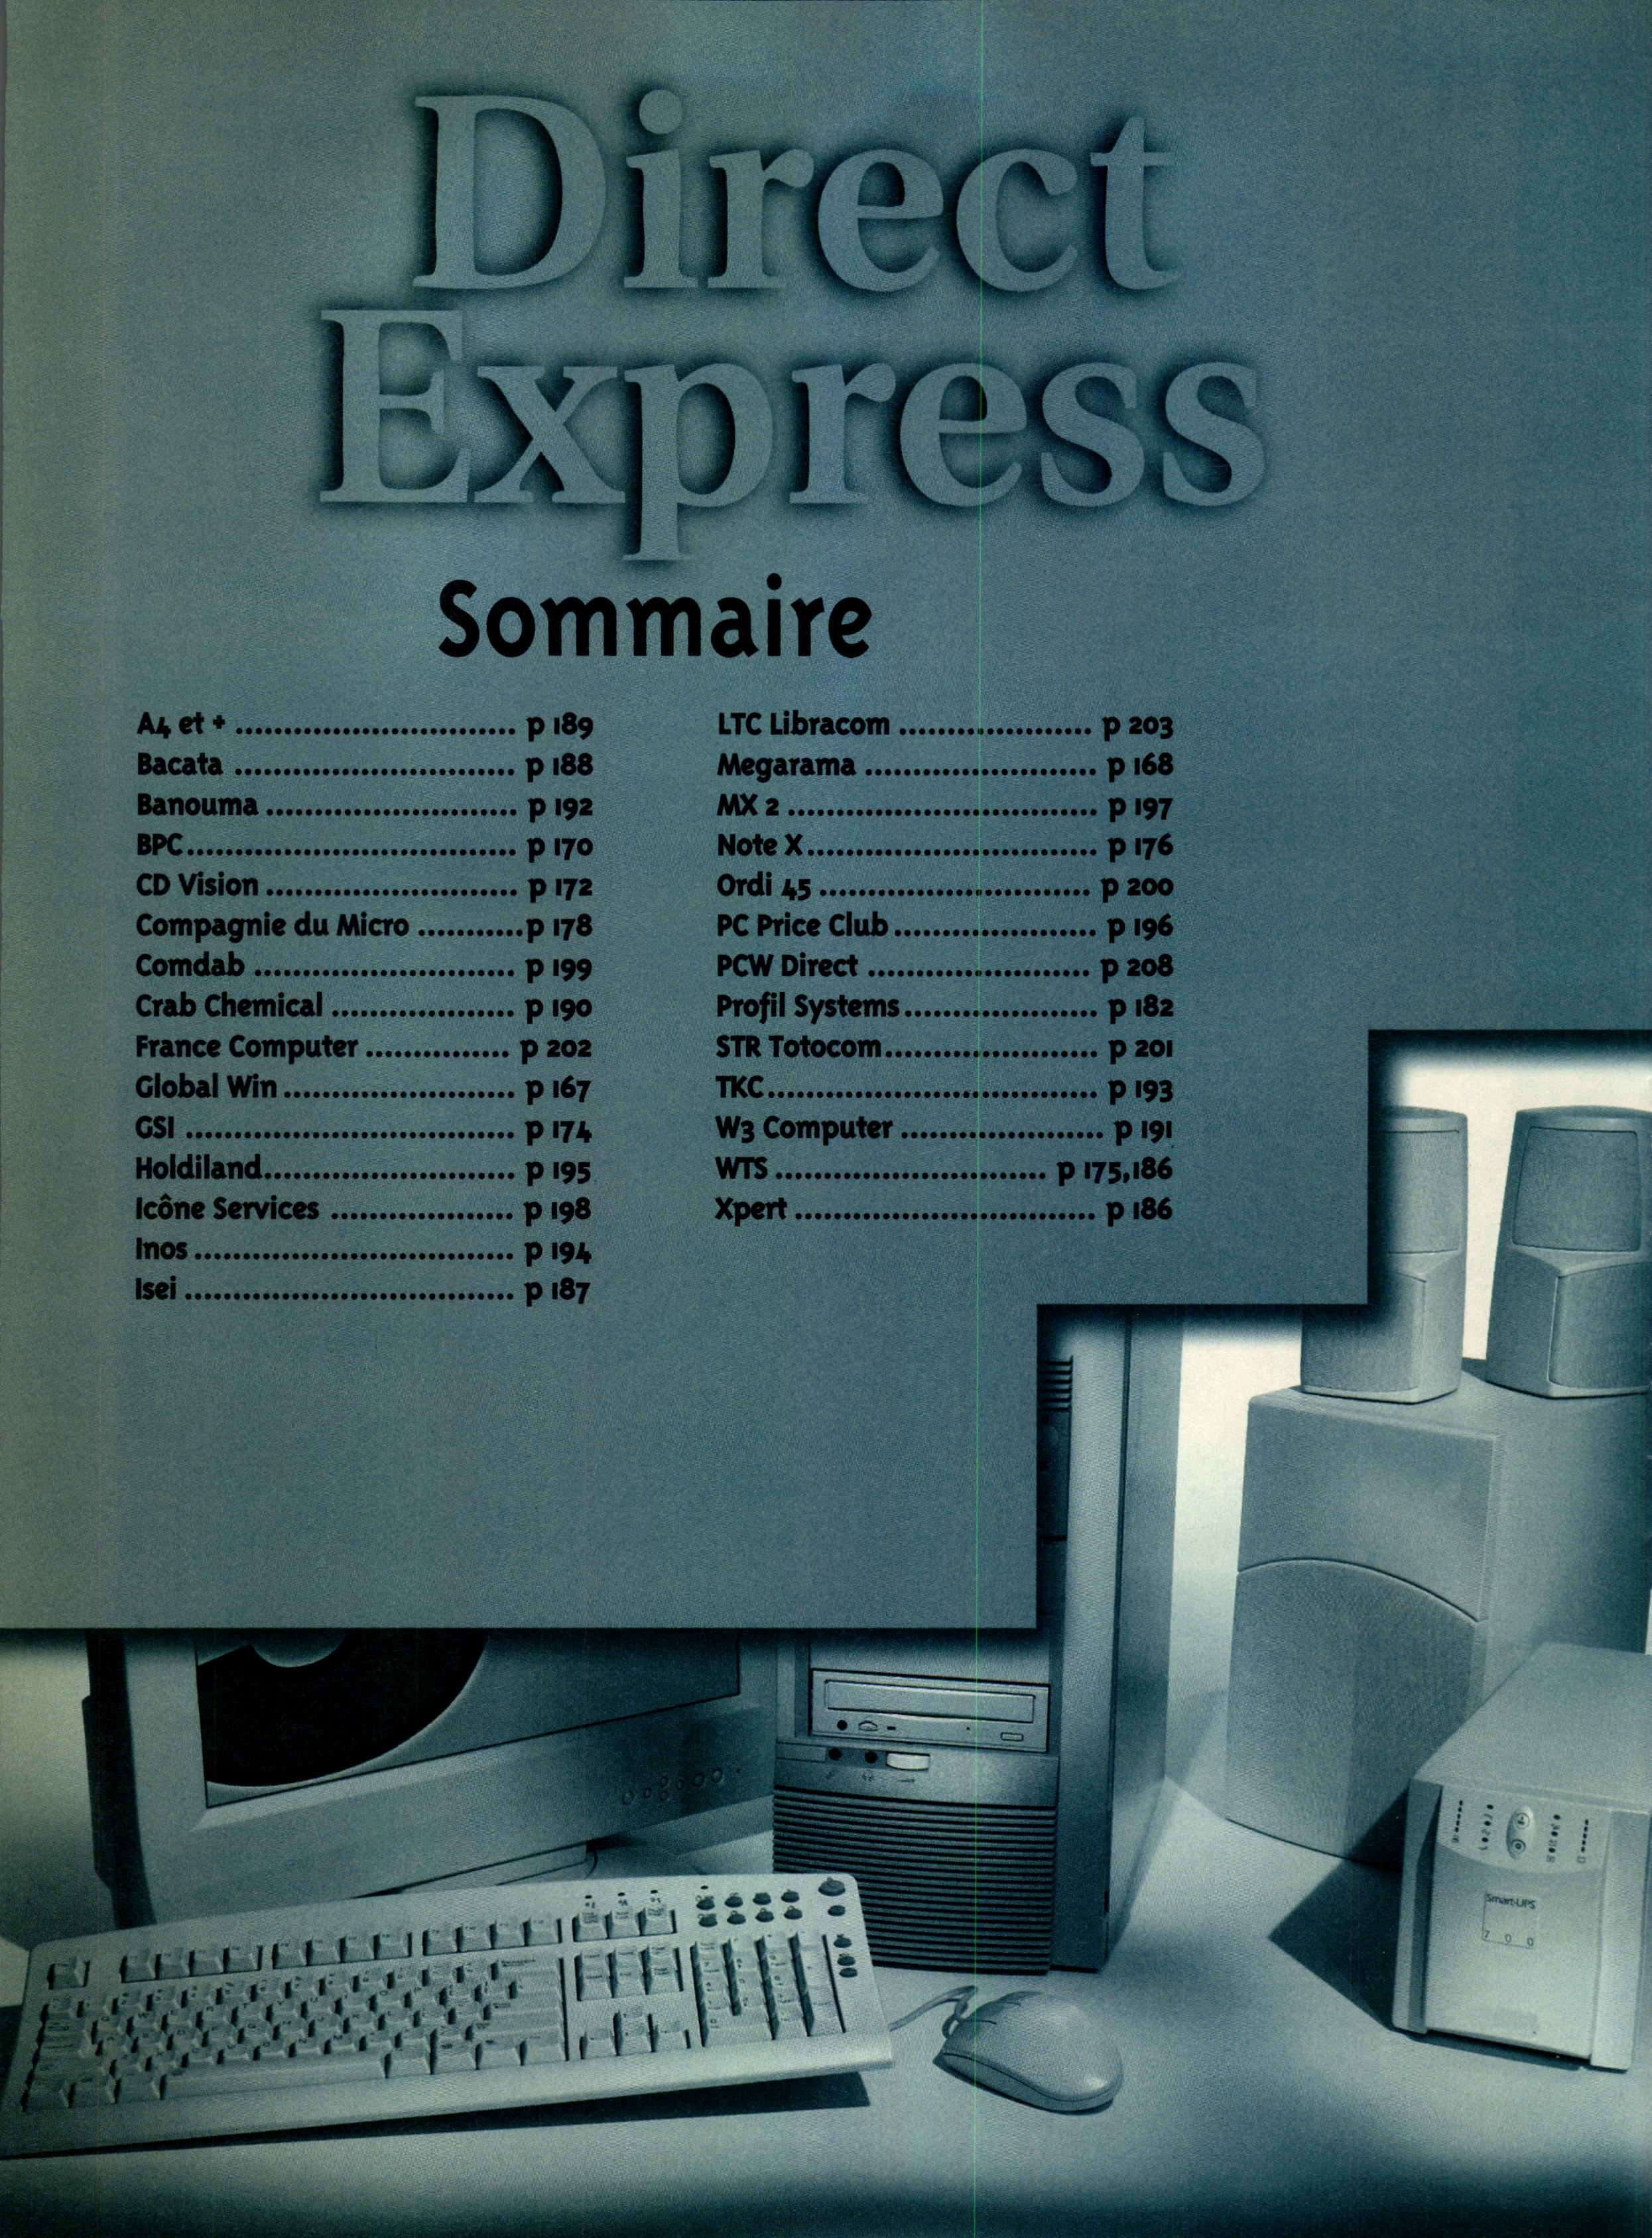 Direct
Express
Sommaire
A4 et + ............................. p 189
Bacata ............................. p 188
Banouma .......................... p 192
BPC.................................. p 170
CD Vision .......................... p 172
Compagnie du Micro ...........p 178
Comdab ........................... p 199
Crab Chemical ................... p 190
France Computer ............... p 202
Global Win ........................ p 167
GSI .................................. p 174
Holdiland.......................... p 195
Icône Services ................... p 198
Inos ................................. p 194
Isei .................................. p 187
LTC Libracom .................... p 203
Megarama ........................ p 168
MX 2 ................................ p 197
Note X.............................. p 176
Ordi 45 ............................ p 200
PC Price Club..................... p 196
PCW Direct ....................... p 208
Profil Systems.................... p 182
STR Totocom...................... p 201
TKC.................................. p 193
W3 Computer ..................... p 191
WTS ............................ p 175,186
Xpert ............................... p 186
Smart-UPS
700